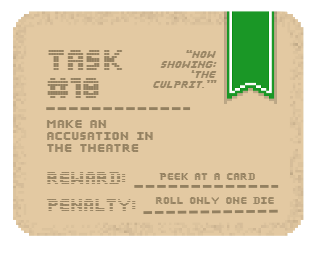 TASK
#18
"NOW
SHOWING:
'THE
CULPRIT.'"
MAKE AN
ACCUSATION IN
THE THEATRE
REWARD: PEEK AT A CARD
PENALTY: ROLL ONLY ONE DIE